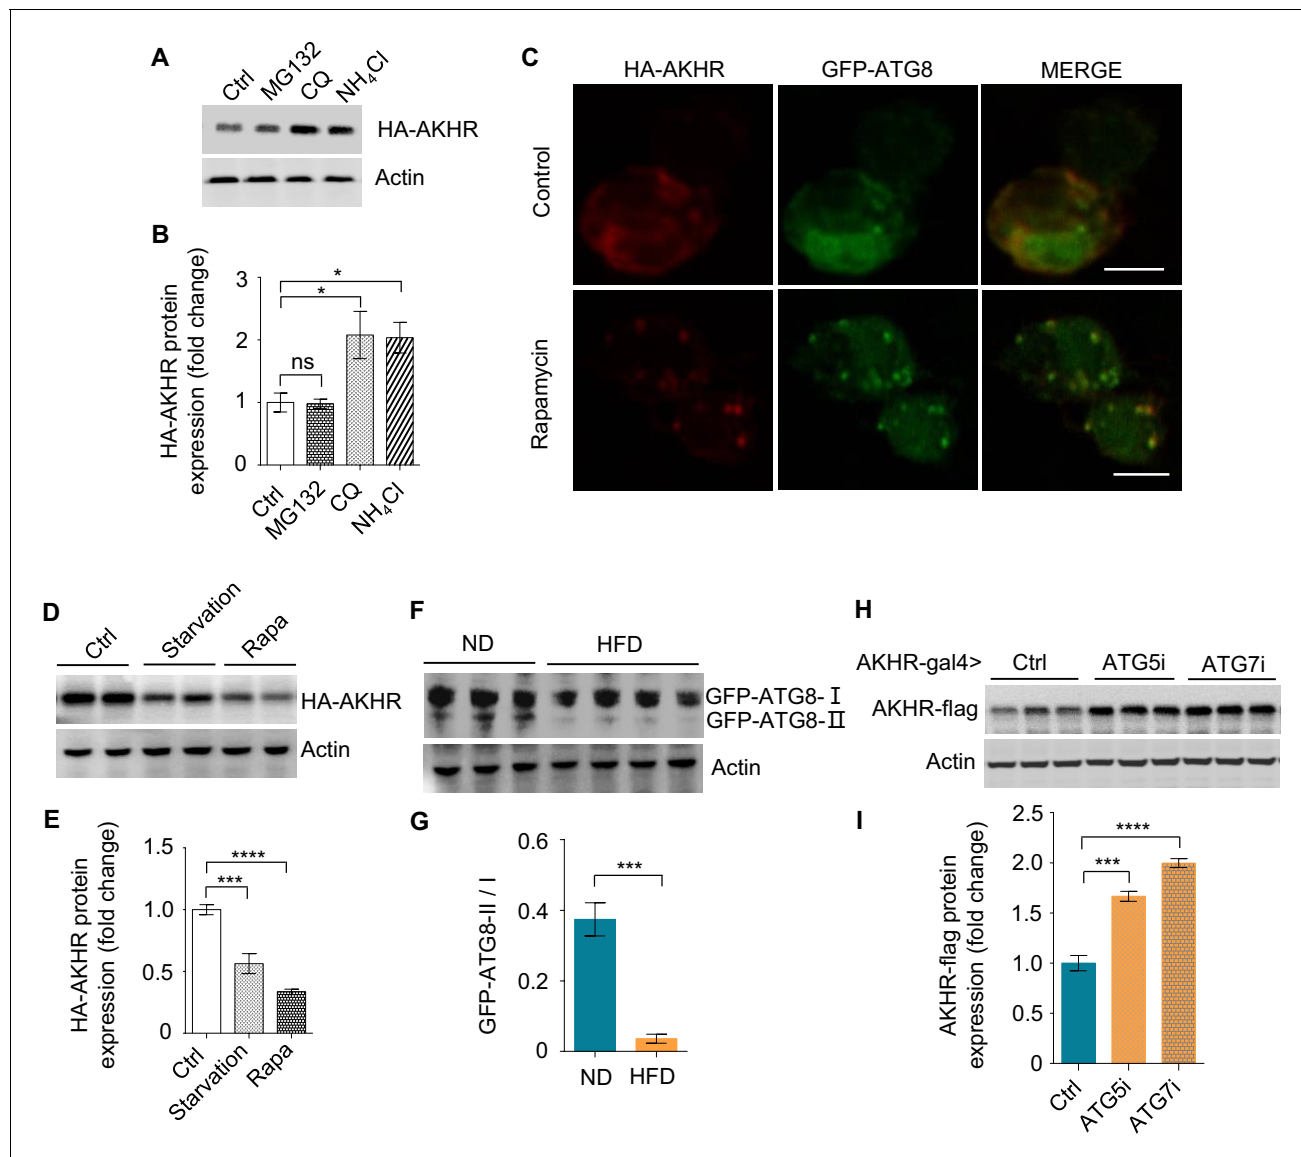 A
Ctrl
MG132
CQ
NH₄Cl
HA-AKHR
Actin
B
HA-AKHR protein
expression (fold change)
3
2
1
0
*
*
ns
Ctrl
MG132
CQ
NH₄Cl
C
HA-AKHR GFP-ATG8 MERGE
Control
Rapamycin
D
Ctrl
Starvation
Rapa
HA-AKHR
Actin
E
HA-AKHR protein
expression (fold change)
1.5
1.0
0.5
0
****
***
Ctrl
Starvation
Rapa
F
ND HFD
GFP-ATG8-I
GFP-ATG8-II
Actin
G
GFP-ATG8-II / I
0.6
0.4
0.2
0
***
ND HFD
H
AKHR-gal4> Ctrl ATG5i ATG7i
AKHR-flag
Actin
I
AKHR-flag protein
expression (fold change)
2.5
2.0
1.5
1.0
0.5
0
****
***
Ctrl
ATG5i
ATG7i